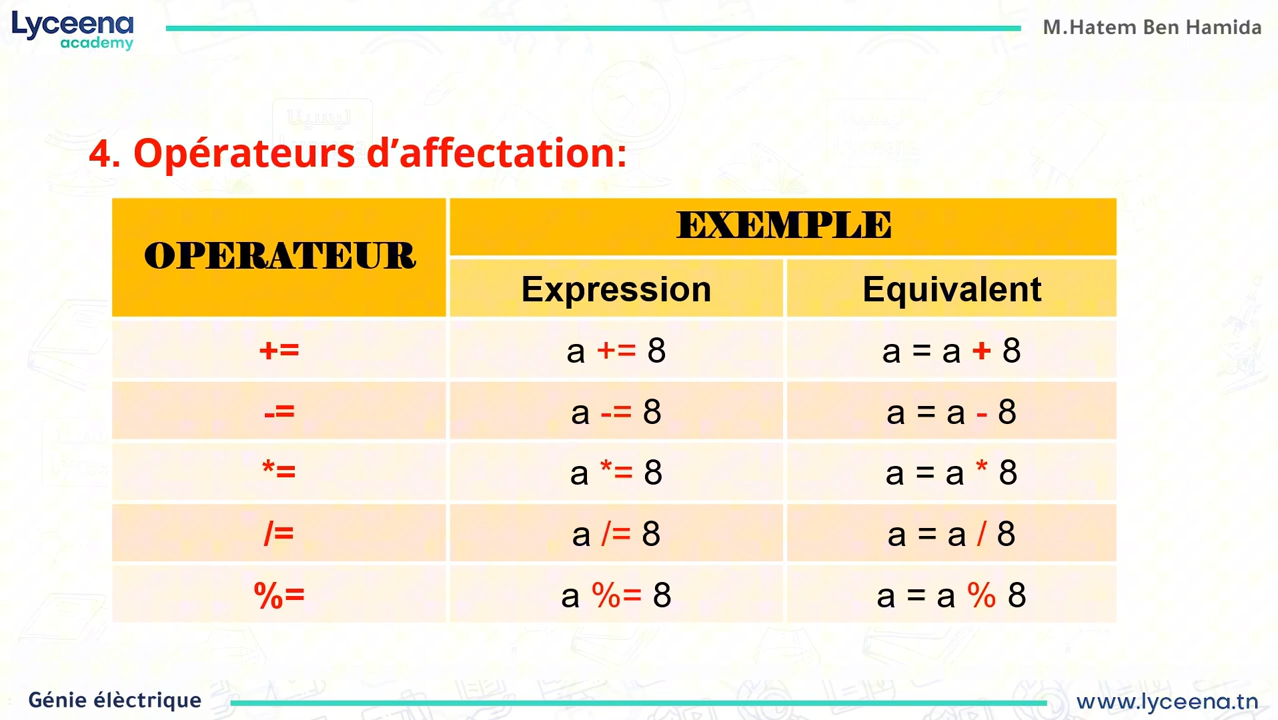 Lyceena
academy
M.Hatem Ben Hamida
4. Opérateurs d’affectation:
OPERATEUR
EXEMPLE
Expression
Equivalent
+=
a += 8
a = a + 8
-=
a -= 8
a = a - 8
*=
a *= 8
a = a * 8
/=
a /= 8
a = a / 8
%=
a %= 8
a = a % 8
Génie élèctrique
www.lyceena.tn